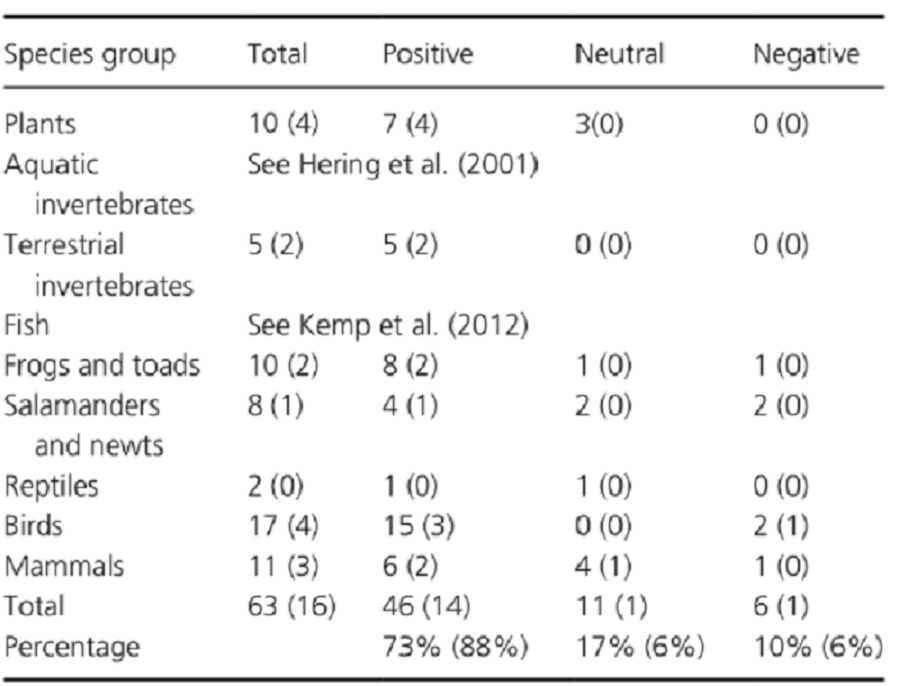 Species group Total Positive Neutral Negative
Plants 10 (4) 7 (4) 3(0) 0 (0)
Aquatic See Hering et al. (2001)
invertebrates
Terrestrial 5 (2) 5 (2) 0 (0) 0 (0)
invertebrates
Fish See Kemp et al. (2012)
Frogs and toads 10 (2) 8 (2) 1 (0) 1 (0)
Salamanders 8 (1) 4 (1) 2 (0) 2 (0)
and newts
Reptiles 2 (0) 1 (0) 1 (0) 0 (0)
Birds 17 (4) 15 (3) 0 (0) 2 (1)
Mammals 11 (3) 6 (2) 4 (1) 1 (0)
Total 63 (16) 46 (14) 11 (1) 6 (1)
Percentage 73% (88%) 17% (6%) 10% (6%)